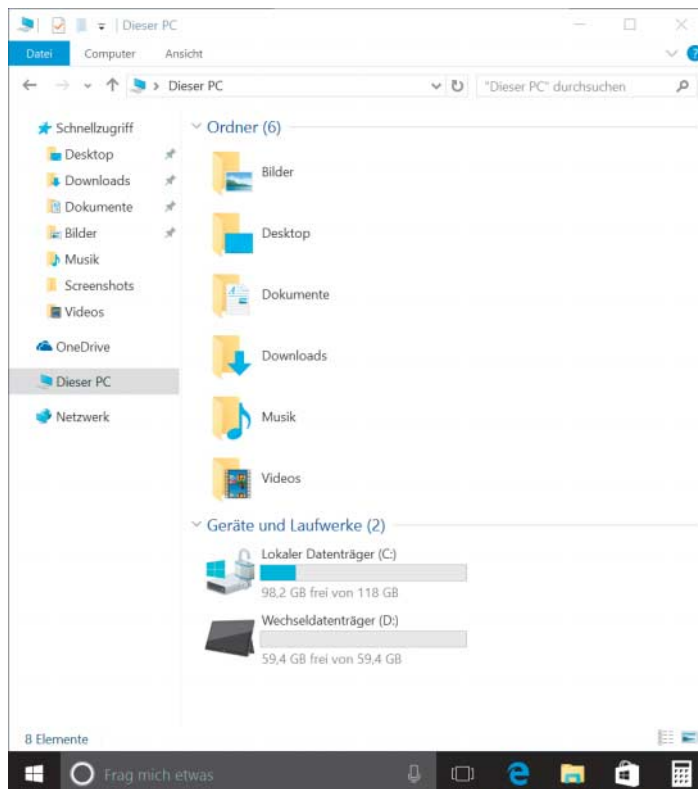 Dieser PC
Datei Computer Ansicht
Dieser PC "Dieser PC" durchsuchen
Schnellzugriff
Desktop
Downloads
Dokumente
Bilder
Musik
Screenshots
Videos
OneDrive
Dieser PC
Netzwerk
Ordner (6)
Bilder
Desktop
Dokumente
Downloads
Musik
Videos
Geräte und Laufwerke (2)
Lokaler Datenträger (C:)
98,2 GB frei von 118 GB
Wechseldatenträger (D:)
59,4 GB frei von 59,4 GB
8 Elemente
Frag mich etwas